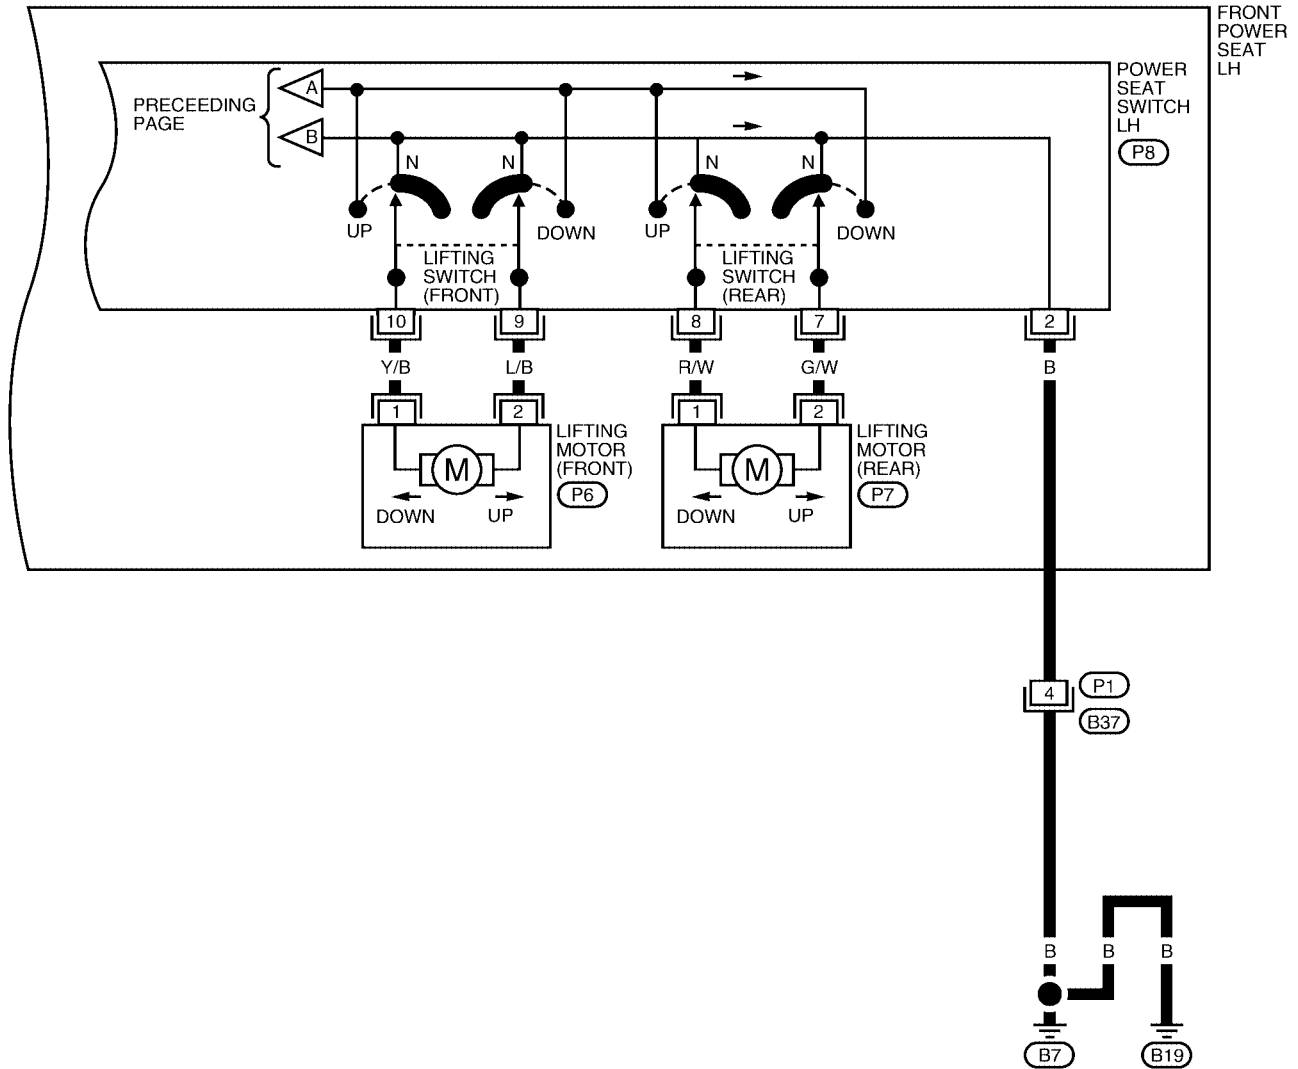 FRONT
POWER
SEAT
LH
POWER
SEAT
SWITCH
LH
P8
PRECEEDING
PAGE
A
B
N
N
N
N
UP
DOWN
UP
DOWN
LIFTING
SWITCH
(FRONT)
LIFTING
SWITCH
(REAR)
10
9
8
7
2
Y/B
L/B
R/W
G/W
B
1
2
1
2
LIFTING
MOTOR
(FRONT)
P6
LIFTING
MOTOR
(REAR)
P7
M
M
DOWN
UP
DOWN
UP
4
P1
B37
B
B
B
B7
B19